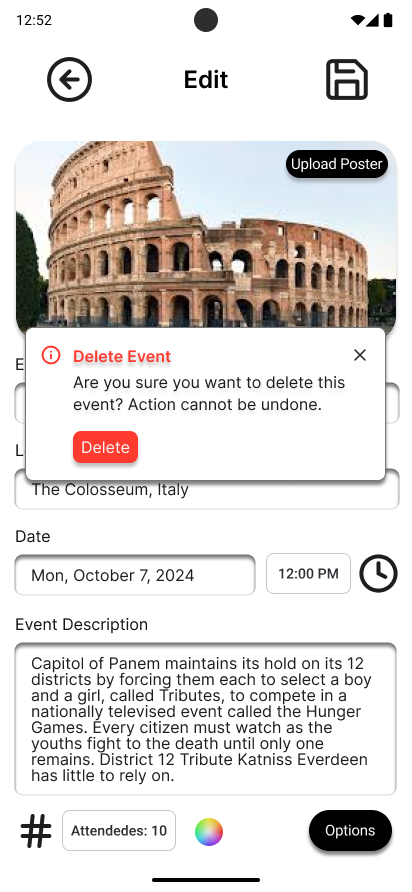 12:52
Edit
Upload Poster
E
Delete Event
Are you sure you want to delete this
event? Action cannot be undone.
Delete
L
The Colosseum, Italy
Date
Mon, October 7, 2024
12:00 PM
Event Description
Capitol of Panem maintains its hold on its 12
districts by forcing them each to select a boy
and a girl, called Tributes, to compete in a
nationally televised event called the Hunger
Games. Every citizen must watch as the
youths fight to the death until only one
remains. District 12 Tribute Katniss Everdeen
has little to rely on.
#
Attendedes: 10
Options